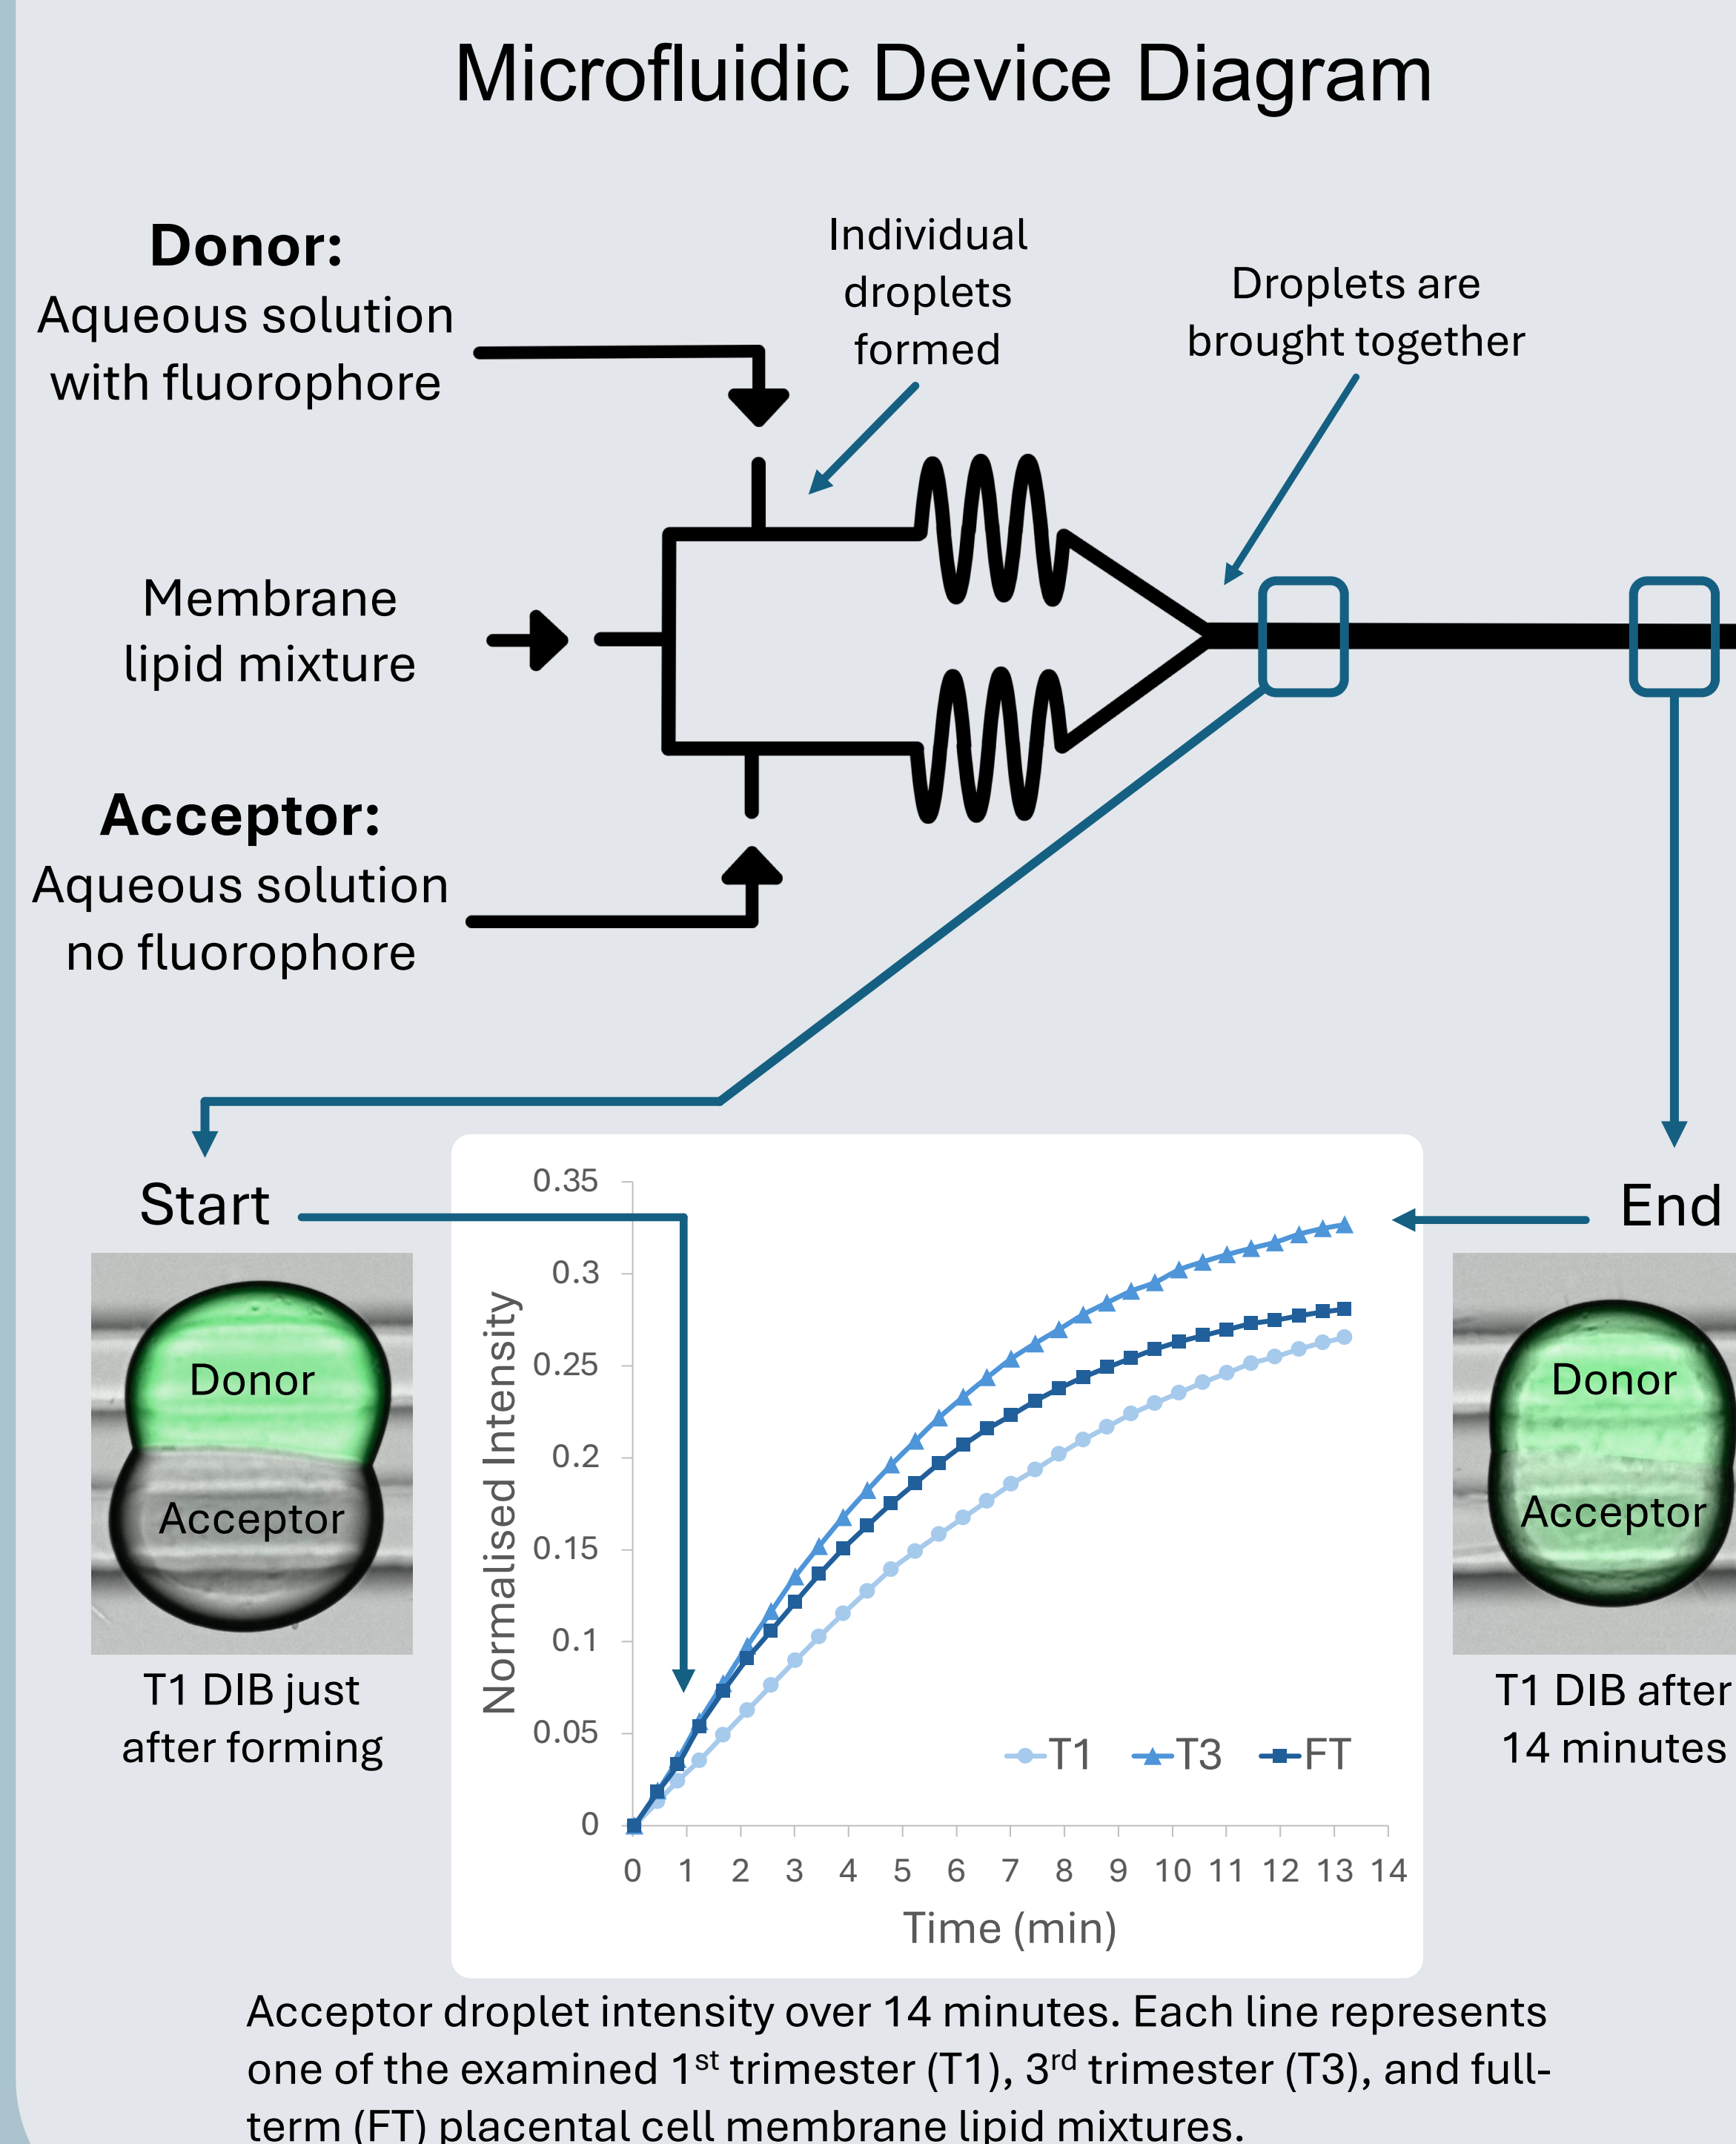 Microfluidic Device Diagram
Donor:
Aqueous solution
with fluorophore
Individual
droplets
formed
Droplets are
brought together
Membrane
lipid mixture
Acceptor:
Aqueous solution
no fluorophore
Start
End
Donor
Acceptor
T1 DIB just
after forming
0.35
0.3
0.25
0.2
0.15
0.1
0.05
0
Normalised Intensity
T1 T3 FT
0 1 2 3 4 5 6 7 8 9 10 11 12 13 14
Time (min)
Donor
Acceptor
T1 DIB after
14 minutes
Acceptor droplet intensity over 14 minutes. Each line represents
one of the examined 1st trimester (T1), 3rd trimester (T3), and full-
term (FT) placental cell membrane lipid mixtures.